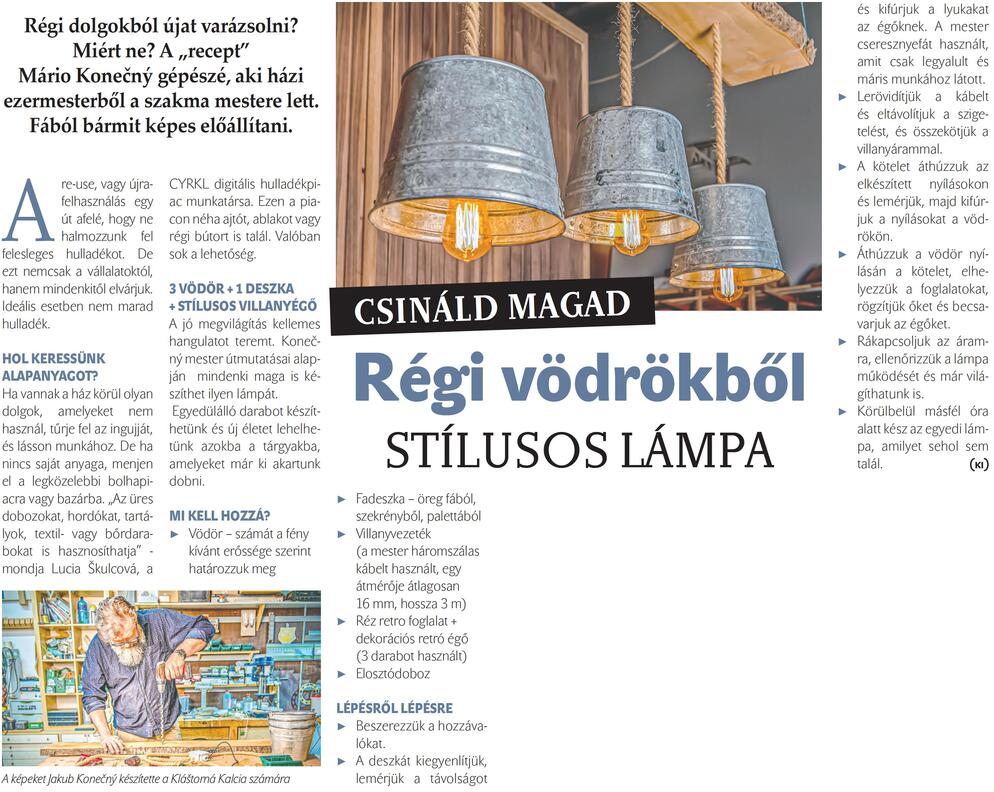 Régi dolgokból újat varázsolni?
Miért ne? A „recept”
Mário Konečný gépészé, aki házi
ezermesterből a szakma mestere lett.
Fából bármit képes előállítani.
CSINÁLD MAGAD
Régi vödrökből
STÍLUSOS LÁMPA
A re-use, vagy újra-
felhasználás egy
út afelé, hogy ne
halmozzunk fel
felesleges hulladékot. De
ezt nemcsak a vállalatoktól,
hanem mindenkitől elvárjuk.
Ideális esetben nem marad
hulladék.
HOL KERESSÜNK
ALAPANYAGOT?
Ha vannak a ház körül olyan
dolgok, amelyeket nem
használ, tűrje fel az ingujját,
és lásson munkához. De ha
nincs saját anyaga, menjen
el a legközelebbi bolhapi-
acra vagy bazárba. „Az üres
dobozokat, hordókat, tartá-
lyok, textil- vagy bőrdara-
bokat is hasznosíthatja” -
mondja Lucia Škulcová, a
CYRKL digitális hulladékpi-
ac munkatársa. Ezen a pia-
con néha ajtót, ablakot vagy
régi bútort is talál. Valóban
sok a lehetőség.
3 VÖDÖR + 1 DESZKA
+ STÍLUSOS VILLANYÉGŐ
A jó megvilágítás kellemes
hangulatot teremt. Koneč-
ný mester útmutatásai alap-
ján mindenki maga is ké-
szíthet ilyen lámpát.
Egyedülálló darabot készít-
hetünk és új életet lehelhe-
tünk azokba a tárgyakba,
amelyeket már ki akartunk
dobni.
MI KELL HOZZÁ?
► Vödör – számát a fény
kívánt erőssége szerint
határozzuk meg
► Fadeszka – öreg fából,
szekrényből, palettából
► Villanyvezeték
(a mester háromszálas
kábelt használt, egy
átmérője átlagosan
16 mm, hossza 3 m)
► Réz retro foglalat +
dekorációs retró égő
(3 darabot használt)
► Elosztódoboz
LÉPÉSRŐL LÉPÉSRE
► Beszerezzük a hozzáva-
lókat.
► A deszkát kiegyenlítjük,
lemérjük a távolságot
és kifúrjuk a lyukakat
az égőknek. A mester
cseresznyefát használt,
amit csak legyalult és
máris munkához látott.
► Lerövidítjük a kábelt
és eltávolítjuk a szige-
telést, és összekötjük a
villanyárammal.
► A kötelet áthúzzuk az
elkészített nyílásokon
és lemérjük, majd kifúr-
juk a nyílásokat a vöd-
rökön.
► Áthúzzuk a vödör nyí-
lásán a kötelet, elhe-
lyezzük a foglalatokat,
rögzítjük őket és becsa-
varjuk az égőket.
► Rákapcsoljuk az áram-
ra, ellenőrizzük a lámpa
működését és már vilá-
gíthatunk is.
► Körülbelül másfél óra
alatt kész az egyedi lám-
pa, amilyet sehol sem
talál. (KI)
A képeket Jakub Konečný készítette a Kláštorná Kalcia számára